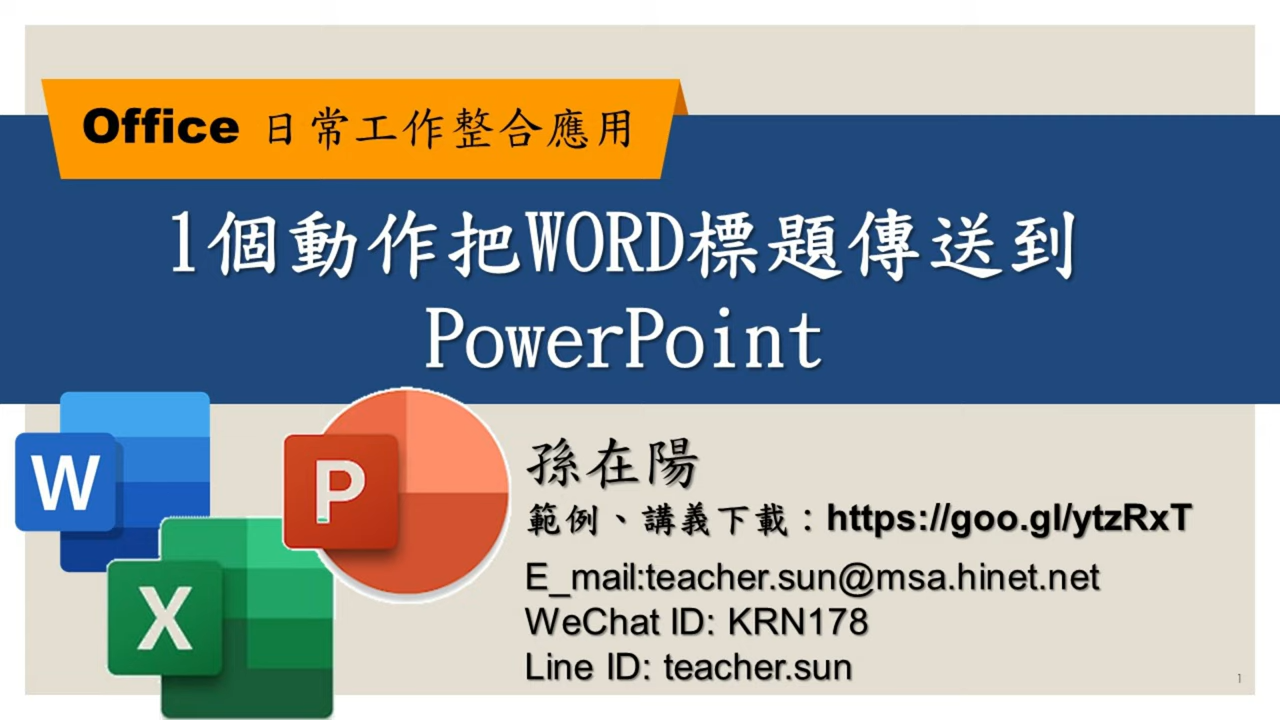 Office 日常工作整合應用
1個動作把WORD標題傳送到
PowerPoint
W
P
X
孫在陽
範例、講義下載：https://goo.gl/ytzRxT
E_mail:teacher.sun@msa.hinet.net
WeChat ID: KRN178
Line ID: teacher.sun
1